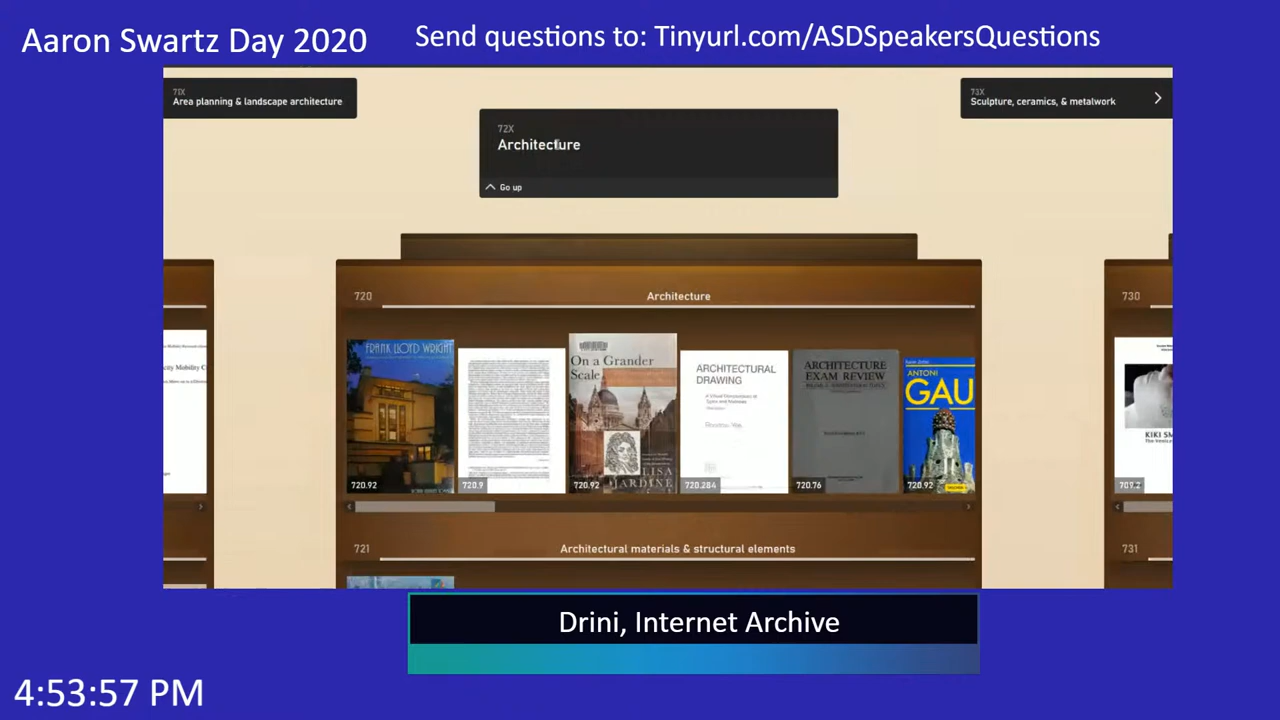 Aaron Swartz Day 2020
Send questions to: Tinyurl.com/ASDSpeakersQuestions
71X
Area planning & landscape architecture
73X
Sculpture, ceramics, & metalwork
72X
Architecture
Go up
720
Architecture
730
FRANK LLOYD WRIGHT
720.92
720.9
On a Grander
Scale
LISA
JARDINE
720.92
ARCHITECTURAL
DRAWING
720.284
ARCHITECTURE
EXAM REVIEW
720.76
ANTONI
GAU
720.92
KIKI SM
721
Architectural materials & structural elements
731
Drini, Internet Archive
4:53:57 PM